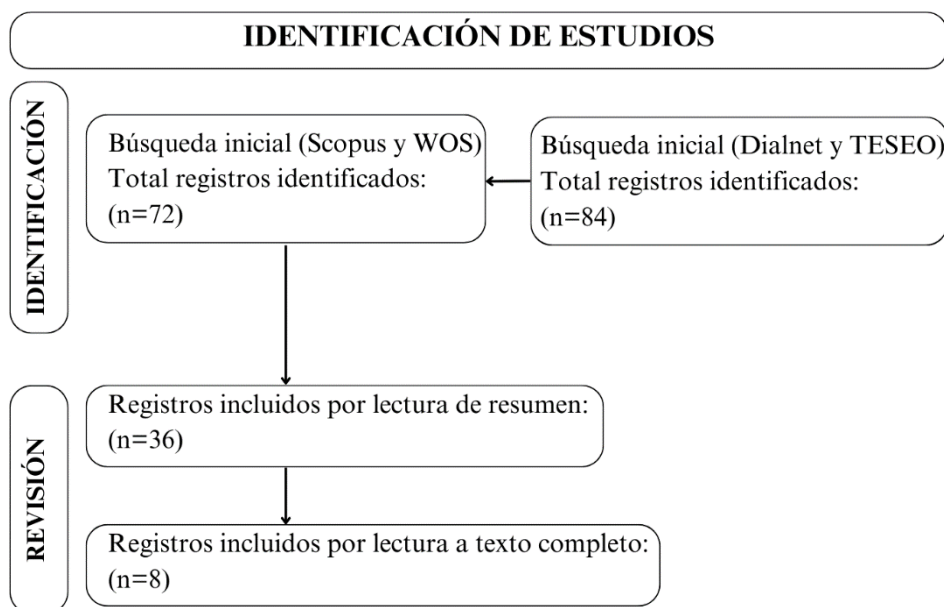 IDENTIFICACIÓN DE ESTUDIOS
IDENTIFICACIÓN
Búsqueda inicial (Scopus y WOS)
Total registros identificados:
(n=72)
Búsqueda inicial (Dialnet y TESEO)
Total registros identificados:
(n=84)
REVISIÓN
Registros incluidos por lectura de resumen:
(n=36)
Registros incluidos por lectura a texto completo:
(n=8)